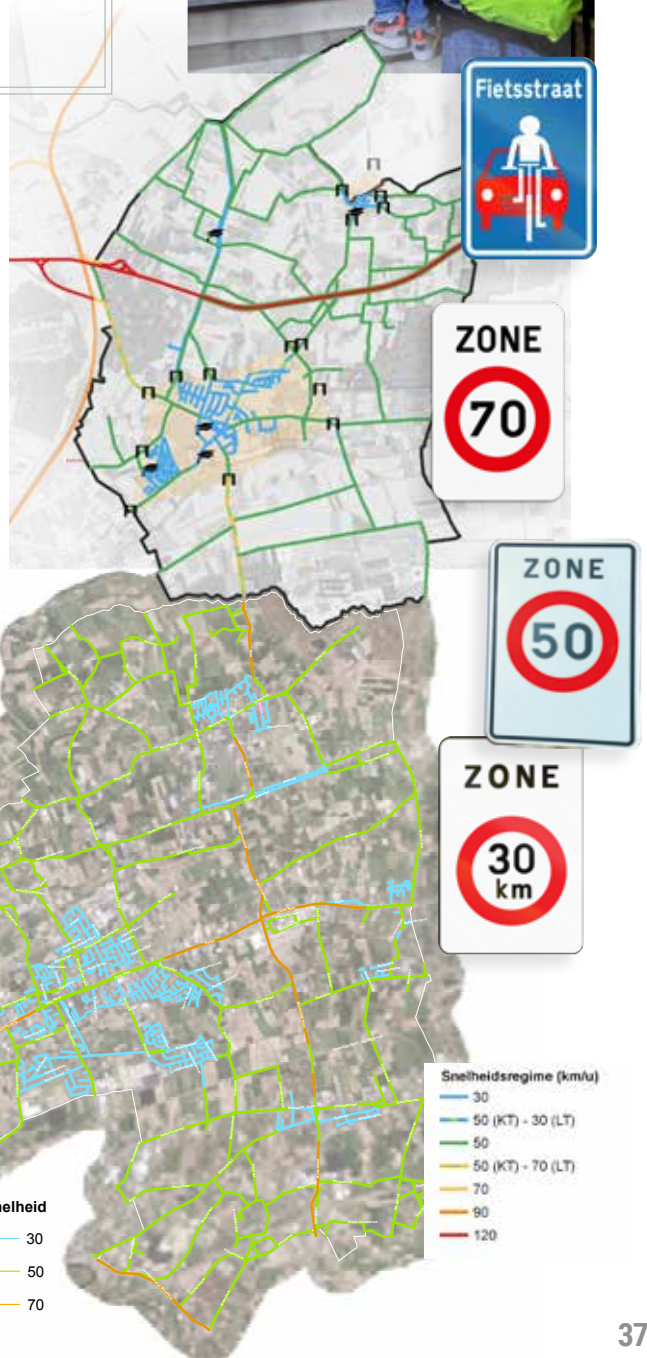 Fietsstraat
ZONE
70
ZONE
50
ZONE
30
km
Snelheidsregime (km/u)
30
50 (KT) - 30 (LT)
50
50 (KT) - 70 (LT)
70
90
120
nelheid
30
50
70
37